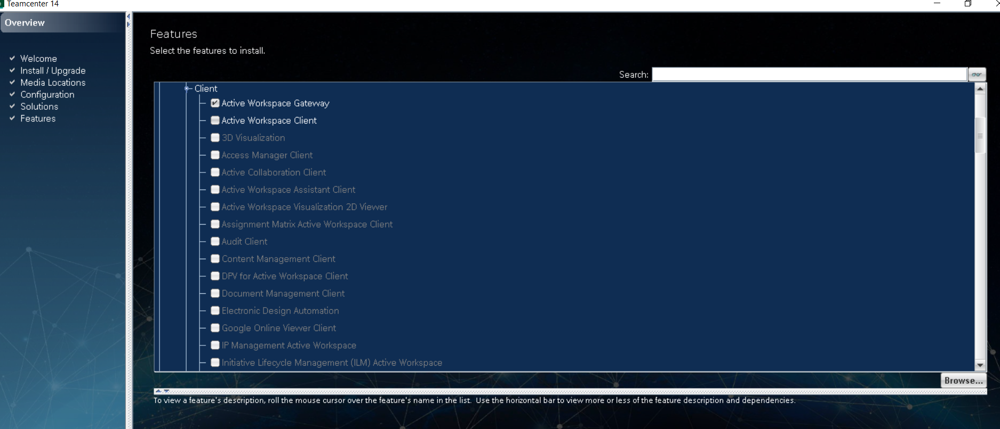 Teamcenter 14
Overview
Welcome
Install / Upgrade
Media Locations
Configuration
Solutions
Features
Features
Select the features to install.
Search:
Client
Active Workspace Gateway
Active Workspace Client
3D Visualization
Access Manager Client
Active Collaboration Client
Active Workspace Assistant Client
Active Workspace Visualization 2D Viewer
Assignment Matrix Active Workspace Client
Audit Client
Content Management Client
DPV for Active Workspace Client
Document Management Client
Electronic Design Automation
Google Online Viewer Client
IP Management Active Workspace
Initiative Lifecycle Management (ILM) Active Workspace
Browse...
To view a feature's description, roll the mouse cursor over the feature's name in the list. Use the horizontal bar to view more or less of the feature description and dependencies.